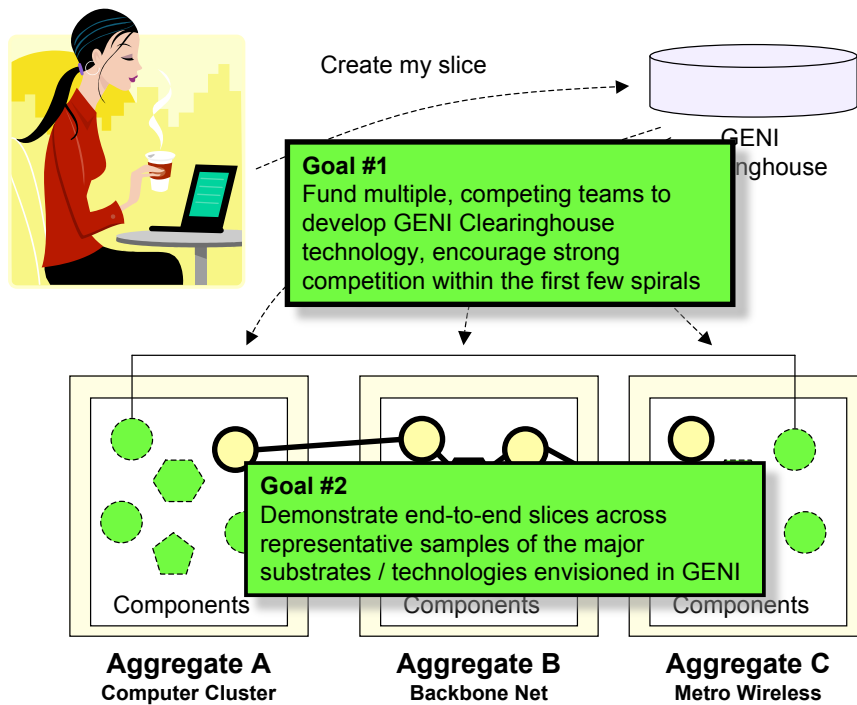 Create my slice
GENI
inghouse
Goal #1
Fund multiple, competing teams to
develop GENI Clearinghouse
technology, encourage strong
competition within the first few spirals
Goal #2
Demonstrate end-to-end slices across
representative samples of the major
substrates / technologies envisioned in GENI
Components
Components
Components
Aggregate A
Computer Cluster
Aggregate B
Backbone Net
Aggregate C
Metro Wireless